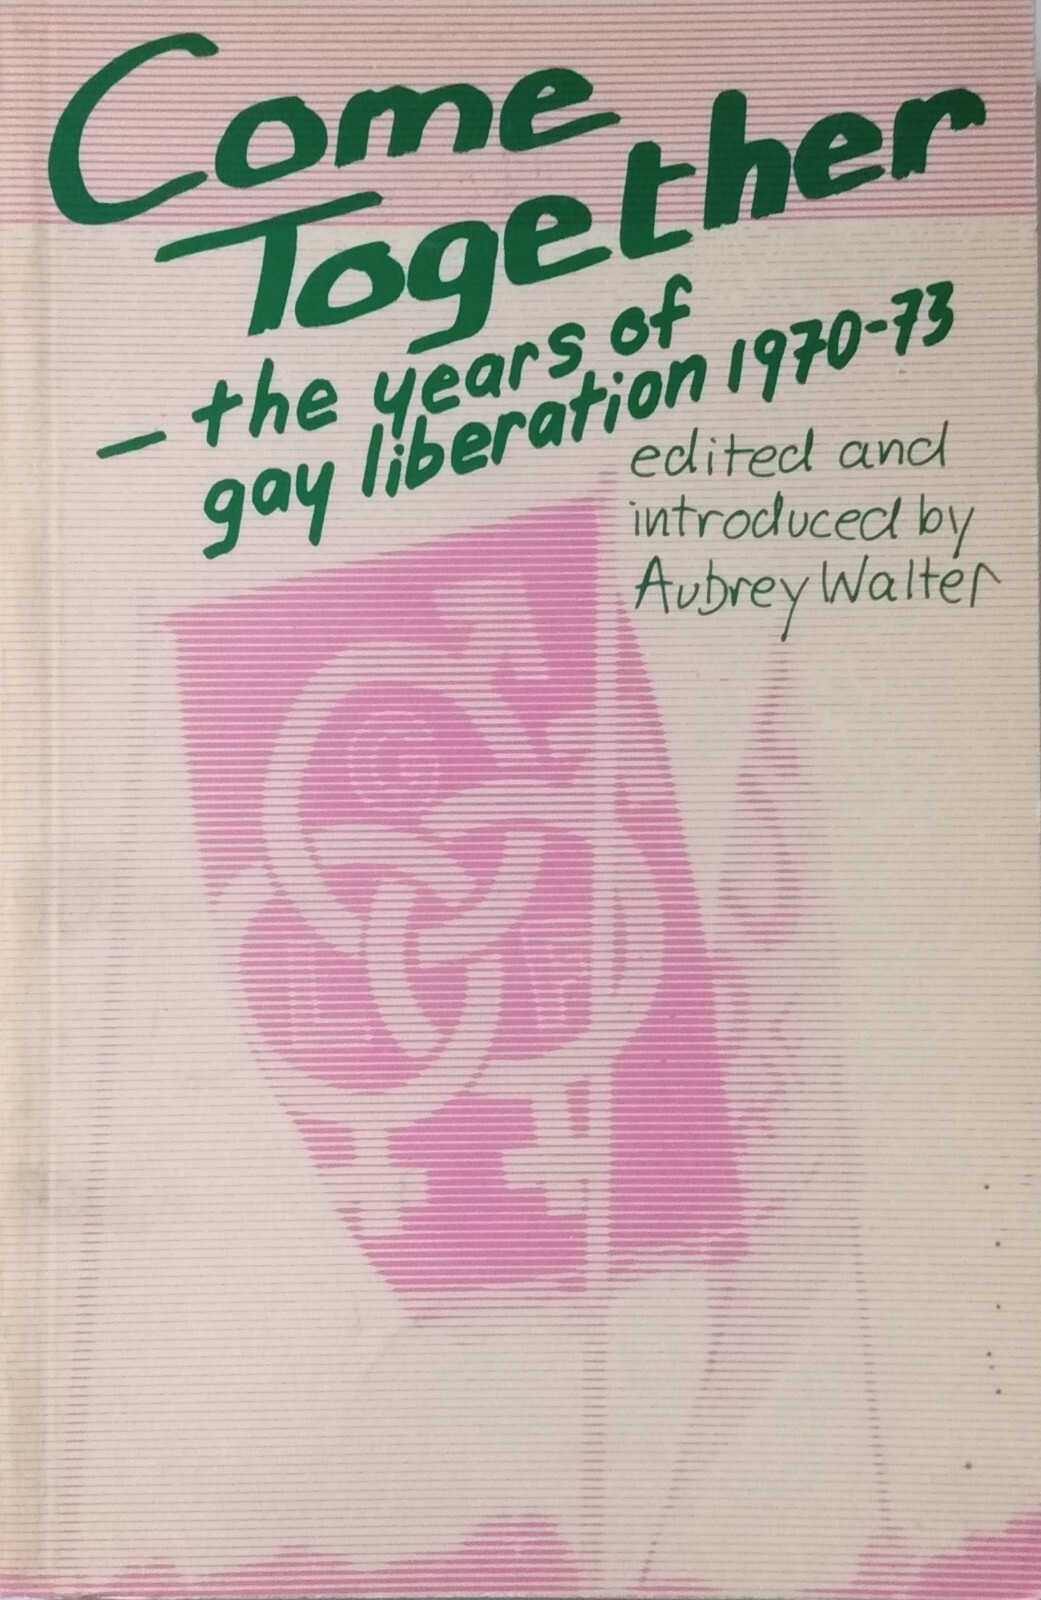 Come
Together
– the years of
gay liberation 1970-73
edited and
introduced by
Aubrey Walter